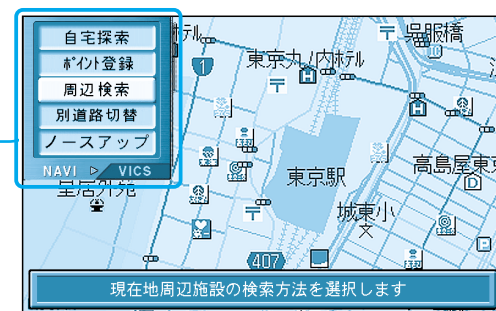 自宅探索
ﾎﾟｲﾝﾄ登録
周辺検索
別道路切替
ノースアップ
NAVI ▷ VICS
ﾃﾙ
1
東京丸ノ内ﾎﾃﾙ
呉服橋
東京駅
高島屋東
皇居外苑
城東小
文
407
現在地周辺施設の検索方法を選択します